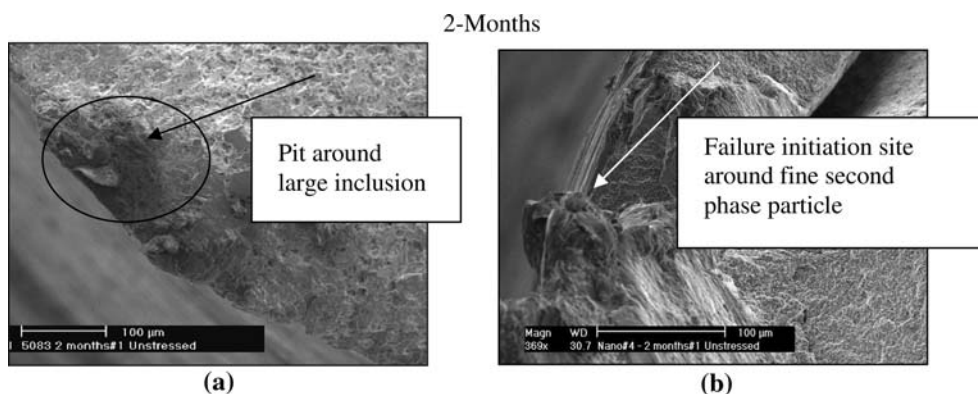 2-Months
Pit around
large inclusion
Failure initiation site
around fine second
phase particle
100 µm
5083 2 months#1 Unstressed
Magn WD 100 µm
369x 30.7 Nano#4 - 2 months#1 Unstressed
(a)
(b)